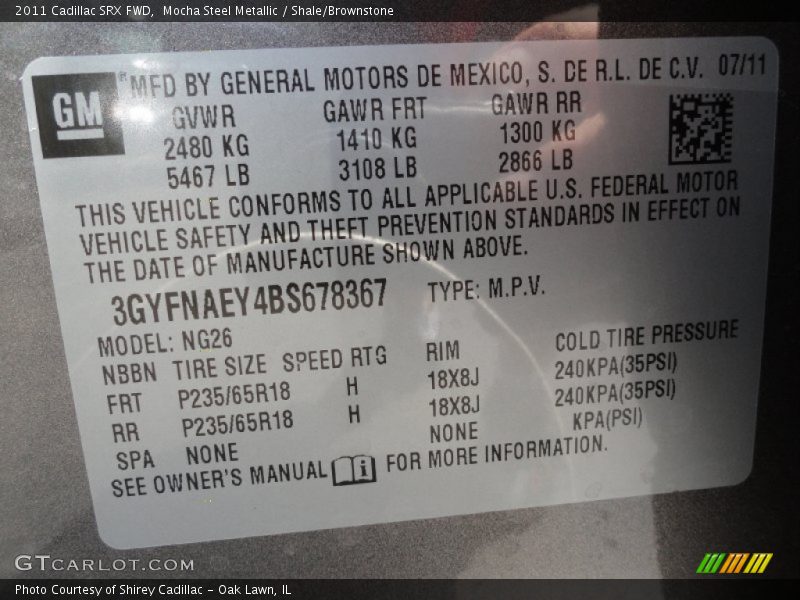 2011 Cadillac SRX FWD, Mocha Steel Metallic / Shale/Brownstone
GM ® MFD BY GENERAL MOTORS DE MEXICO, S. DE R.L. DE C.V. 07/11
GVWR GAWR FRT GAWR RR
2480 KG 1410 KG 1300 KG
5467 LB 3108 LB 2866 LB
THIS VEHICLE CONFORMS TO ALL APPLICABLE U.S. FEDERAL MOTOR
VEHICLE SAFETY AND THEFT PREVENTION STANDARDS IN EFFECT ON
THE DATE OF MANUFACTURE SHOWN ABOVE.
3GYFNAEY4BS678367 TYPE: M.P.V.
MODEL: NG26
NBBN TIRE SIZE SPEED RTG RIM COLD TIRE PRESSURE
FRT P235/65R18 H 18X8J 240KPA(35PSI)
RR P235/65R18 H 18X8J 240KPA(35PSI)
SPA NONE NONE KPA(PSI)
SEE OWNER'S MANUAL i FOR MORE INFORMATION.
GTCARLOT.COM
Photo Courtesy of Shirey Cadillac - Oak Lawn, IL